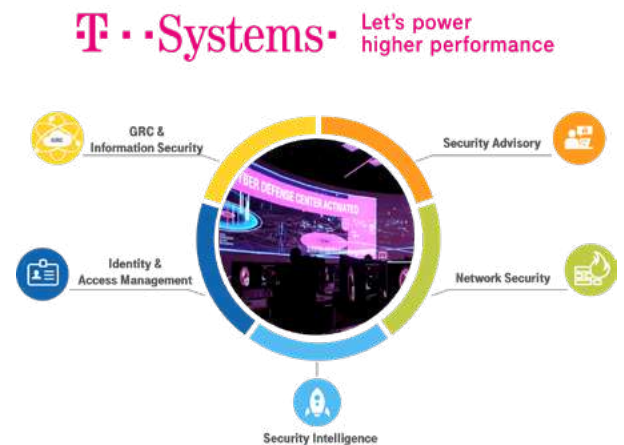 T · · Systems · Let's power
higher performance
GRC &
Information Security
Security Advisory
CYBER DEFENSE CENTER ACTIVATED
Identity &
Access Management
Network Security
Security Intelligence